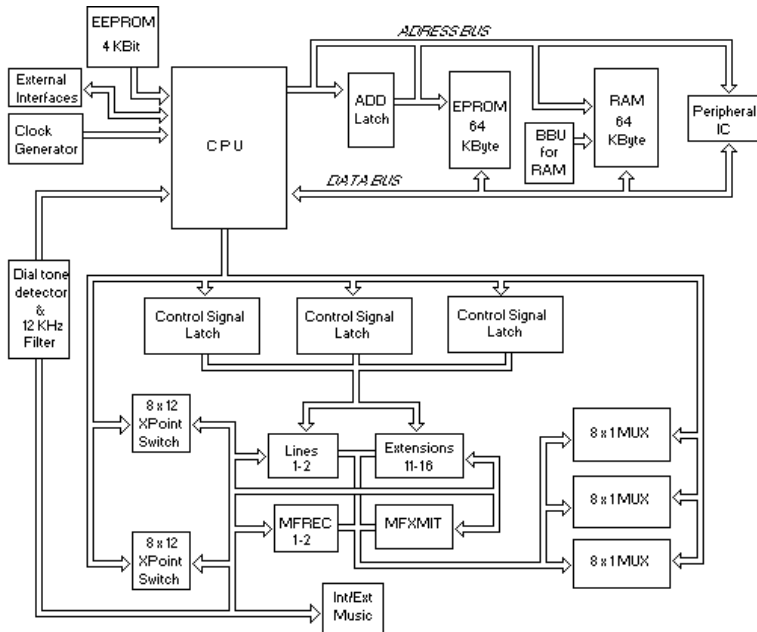 EEPROM
4 KBit
ADRESS BUS
External
Interfaces
Clock
Generator
CPU
ADD
Latch
EPROM
64
KByte
BBU
for
RAM
RAM
64
KByte
Peripheral
IC
DATA BUS
Dial tone
detector
&
12 KHz
Filter
Control Signal
Latch
Control Signal
Latch
Control Signal
Latch
8 x 12
XPoint
Switch
Lines
1-2
Extensions
11-16
8 x 1 MUX
MFREC
1-2
MFXMIT
8 x 1 MUX
8 x 12
XPoint
Switch
8 x 1 MUX
Int/Ext
Music